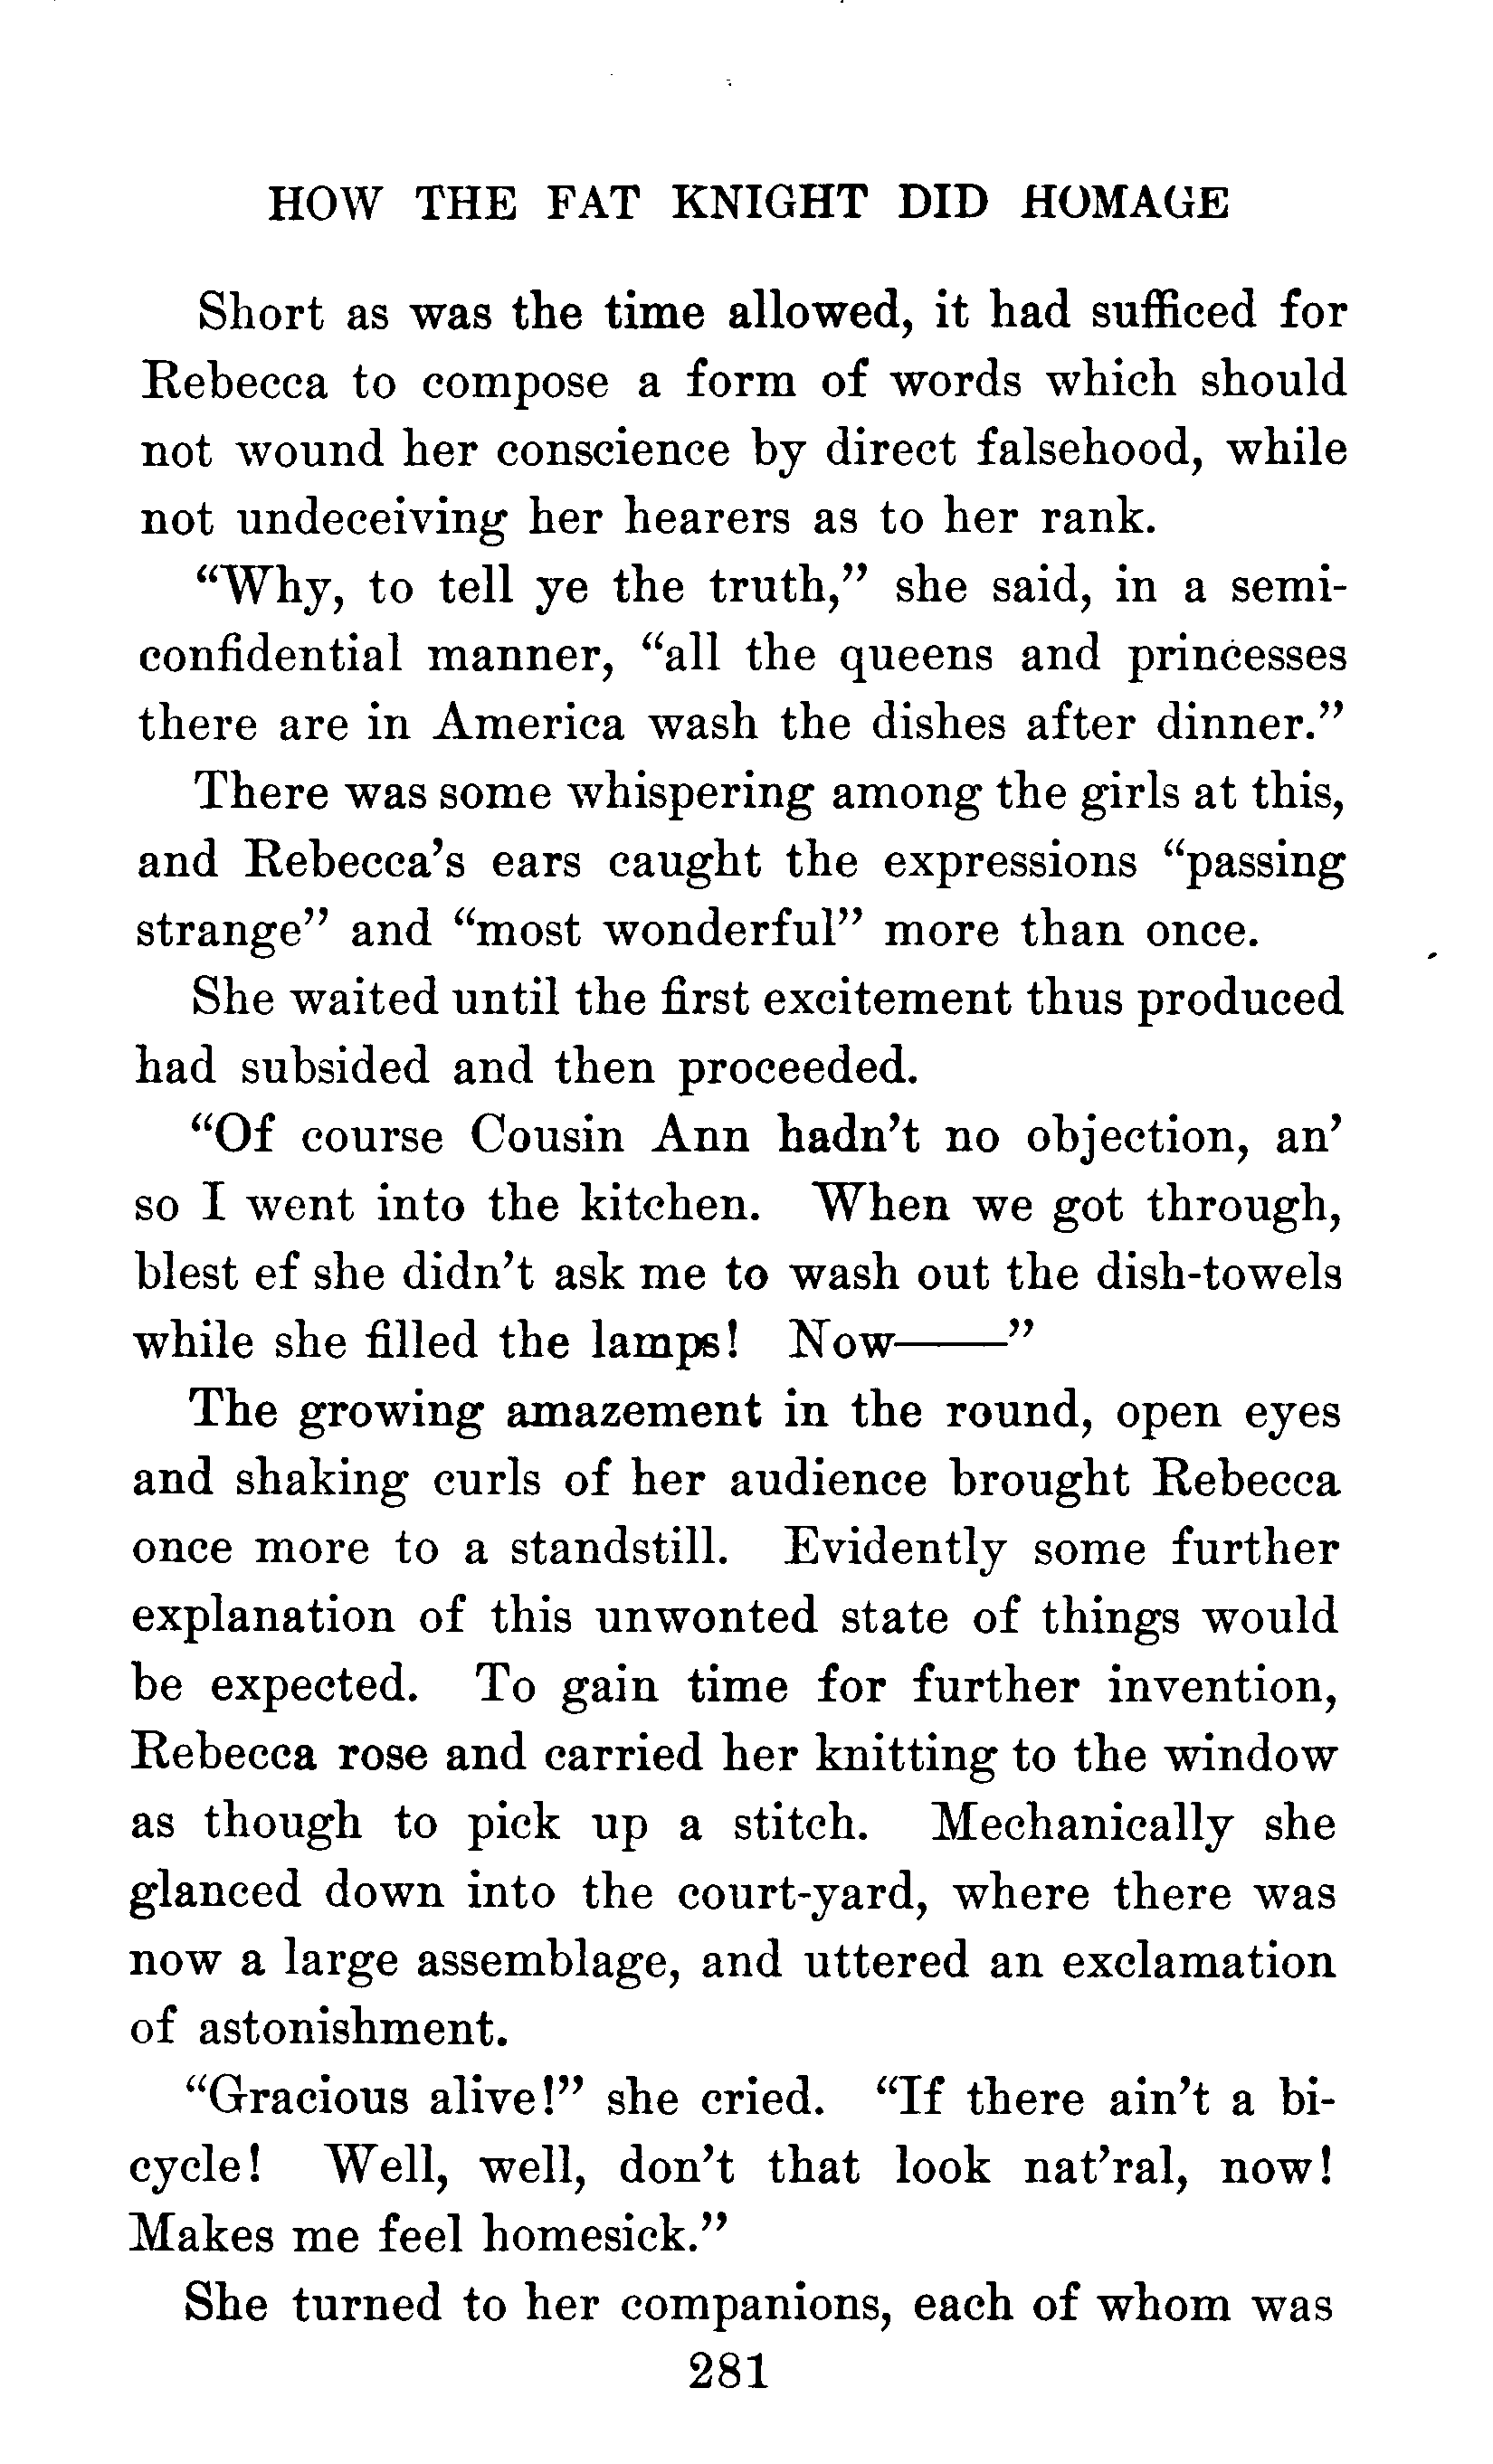 HOW THE FAT KNIGHT DID HOMAGE
Short as was the time allowed, it had sufficed for
Rebecca to compose a form of words which should
not wound her conscience by direct falsehood, while
not undeceiving her hearers as to her rank.
“Why, to tell ye the truth,” she said, in a semi-
confidential manner, “all the queens and princesses
there are in America wash the dishes after dinner.”
There was some whispering among the girls at this,
and Rebecca’s ears caught the expressions “passing
strange” and “most wonderful” more than once.
She waited until the first excitement thus produced
had subsided and then proceeded.
“Of course Cousin Ann hadn’t no objection, an’
so I went into the kitchen. When we got through,
blest ef she didn’t ask me to wash out the dish-towels
while she filled the lamps! Now——”
The growing amazement in the round, open eyes
and shaking curls of her audience brought Rebecca
once more to a standstill. Evidently some further
explanation of this unwonted state of things would
be expected. To gain time for further invention,
Rebecca rose and carried her knitting to the window
as though to pick up a stitch. Mechanically she
glanced down into the court-yard, where there was
now a large assemblage, and uttered an exclamation
of astonishment.
“Gracious alive!” she cried. “If there ain’t a bi-
cycle! Well, well, don’t that look nat’ral, now!
Makes me feel homesick.”
She turned to her companions, each of whom was
281